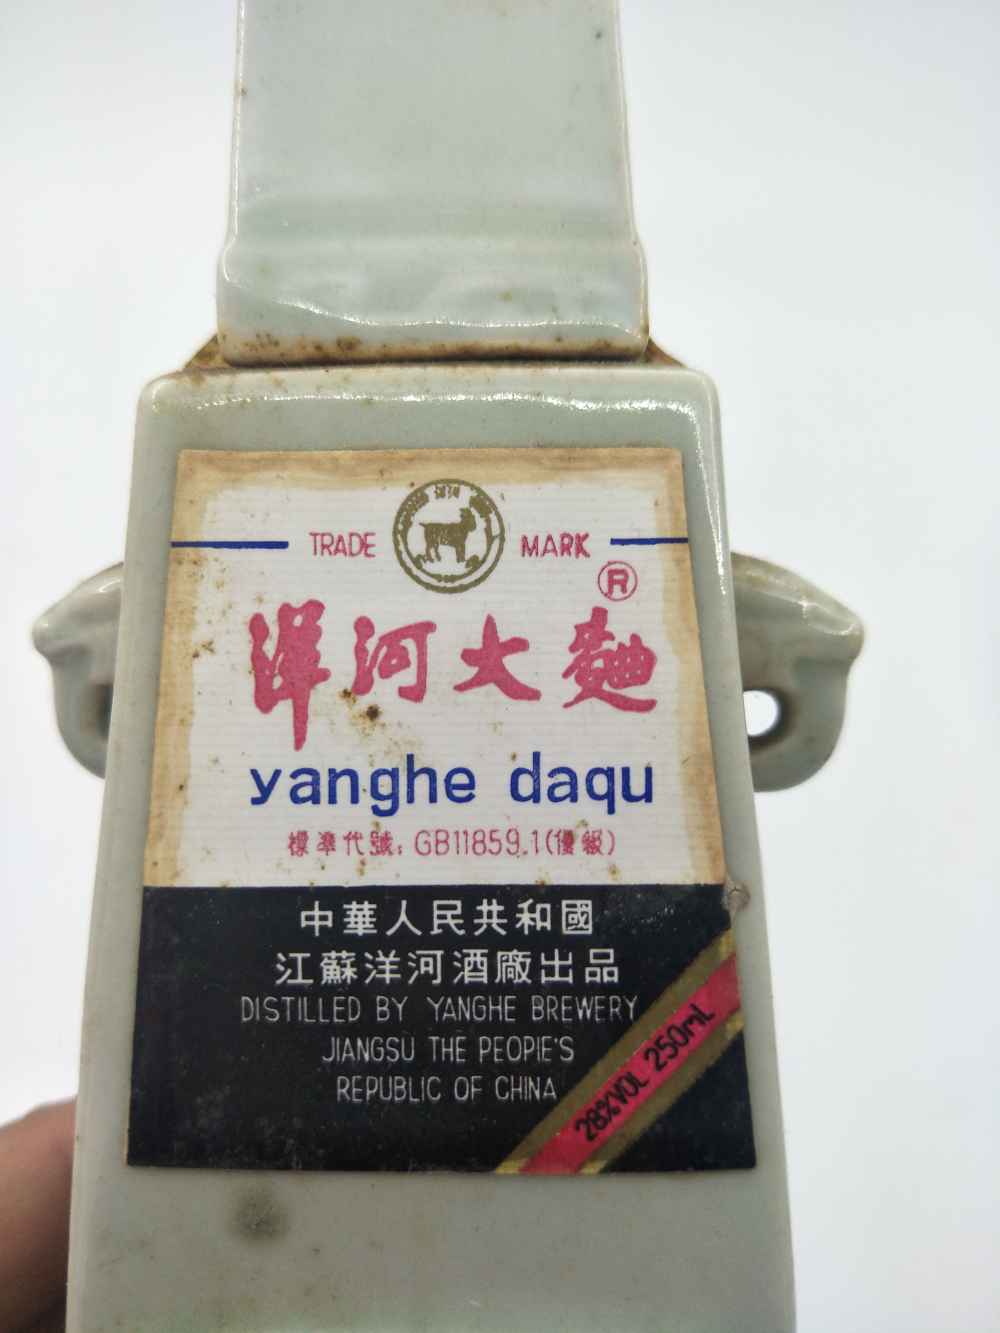 TRADE MARK
®
洋河大麯
yanghe daqu
標準代號: GB11859.1(優級)
中華人民共和國
江蘇洋河酒廠出品
DISTILLED BY YANGHE BREWERY
JIANGSU THE PEOPIE'S
REPUBLIC OF CHINA
28%VOL 250mL